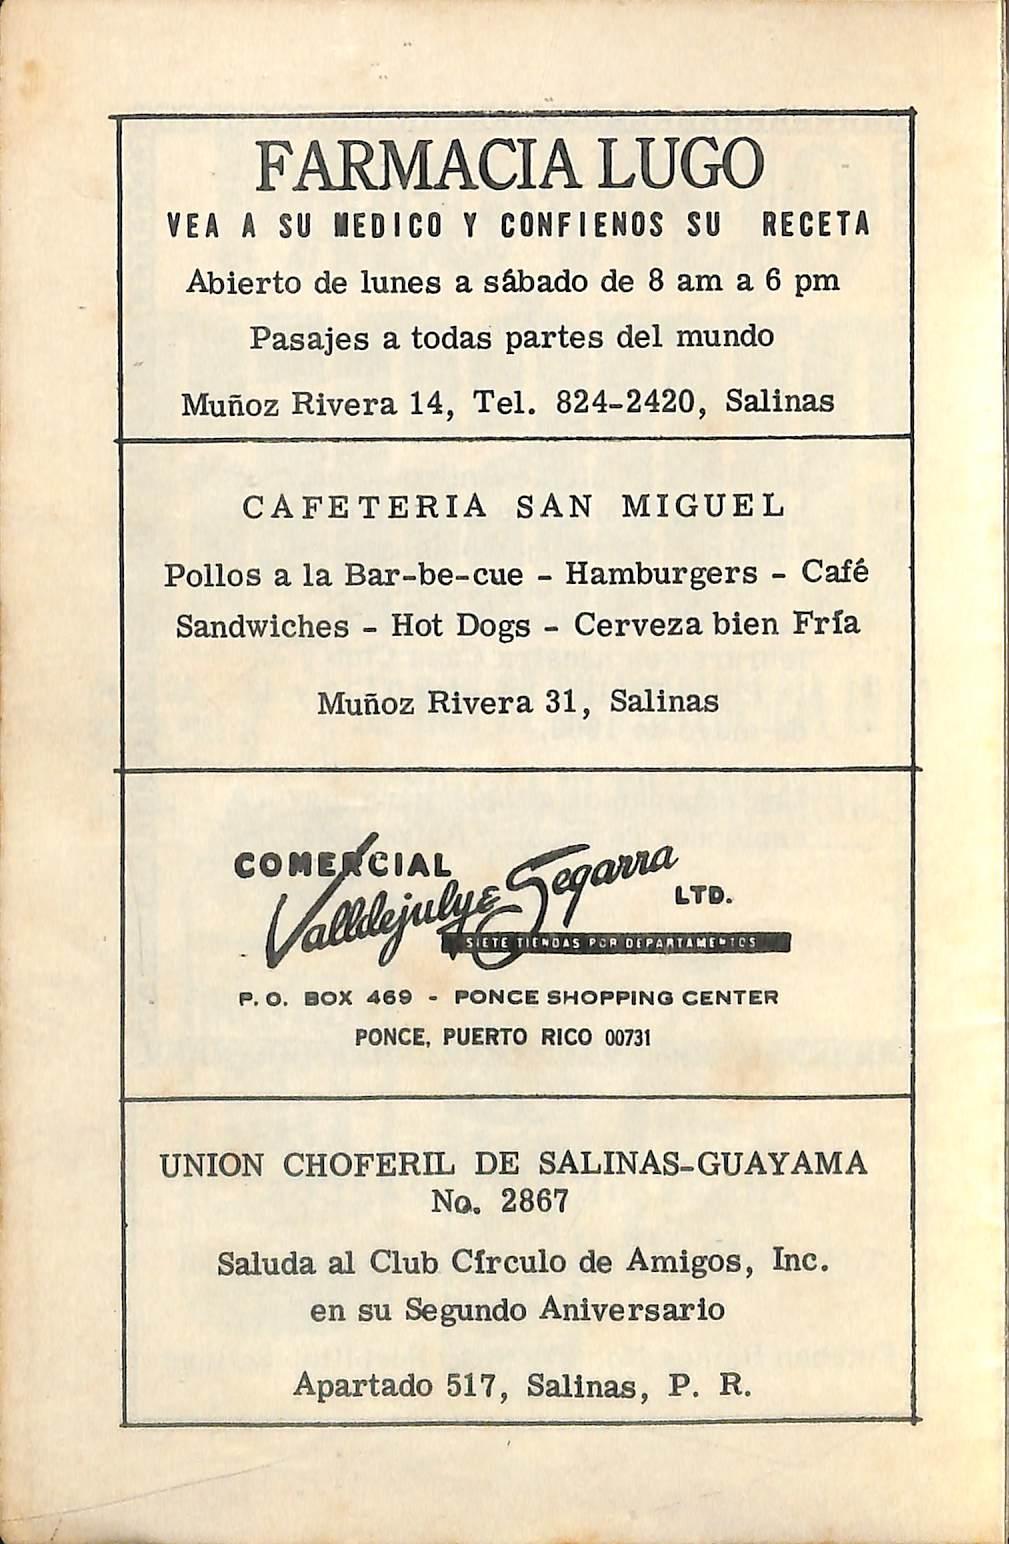 FARMACIA LUGO
VEA A SU MEDICO Y CONFIENOS SU RECETA
Abierto de lunes a sábado de 8 am a 6 pm
Pasajes a todas partes del mundo
Muñoz Rivera 14, Tel. 824-2420, Salinas
CAFETERIA SAN MIGUEL
Pollos a la Bar-be-cue - Hamburgers - Café
Sandwiches - Hot Dogs - Cerveza bien Fría
Muñoz Rivera 31, Salinas
COMERCIAL
Valldejuly & Segarra LTD.
SIETE TIENDAS POR DEPARTAMENTOS
P. O. BOX 469 - PONCE SHOPPING CENTER
PONCE, PUERTO RICO 00731
UNION CHOFERIL DE SALINAS-GUAYAMA
No. 2867
Saluda al Club Círculo de Amigos, Inc.
en su Segundo Aniversario
Apartado 517, Salinas, P. R.